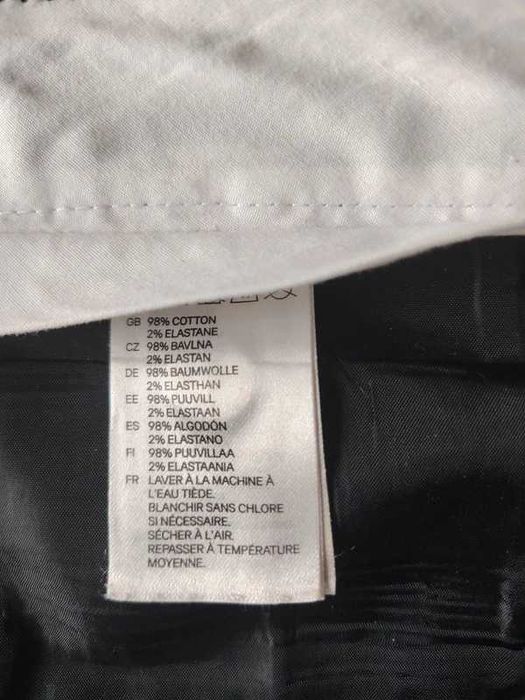 GB 98% COTTON
2% ELASTANE
CZ 98% BAVLNA
2% ELASTAN
DE 98% BAUMWOLLE
2% ELASTHAN
EE 98% PUUVILL
2% ELASTAAN
ES 98% ALGODÓN
2% ELASTANO
FI 98% PUUVILLAA
2% ELASTAANIA
FR LAVER À LA MACHINE À
L'EAU TIÈDE.
BLANCHIR SANS CHLORE
SI NÉCESSAIRE.
SÉCHER À L'AIR.
REPASSER À TEMPÉRATURE
MOYENNE.